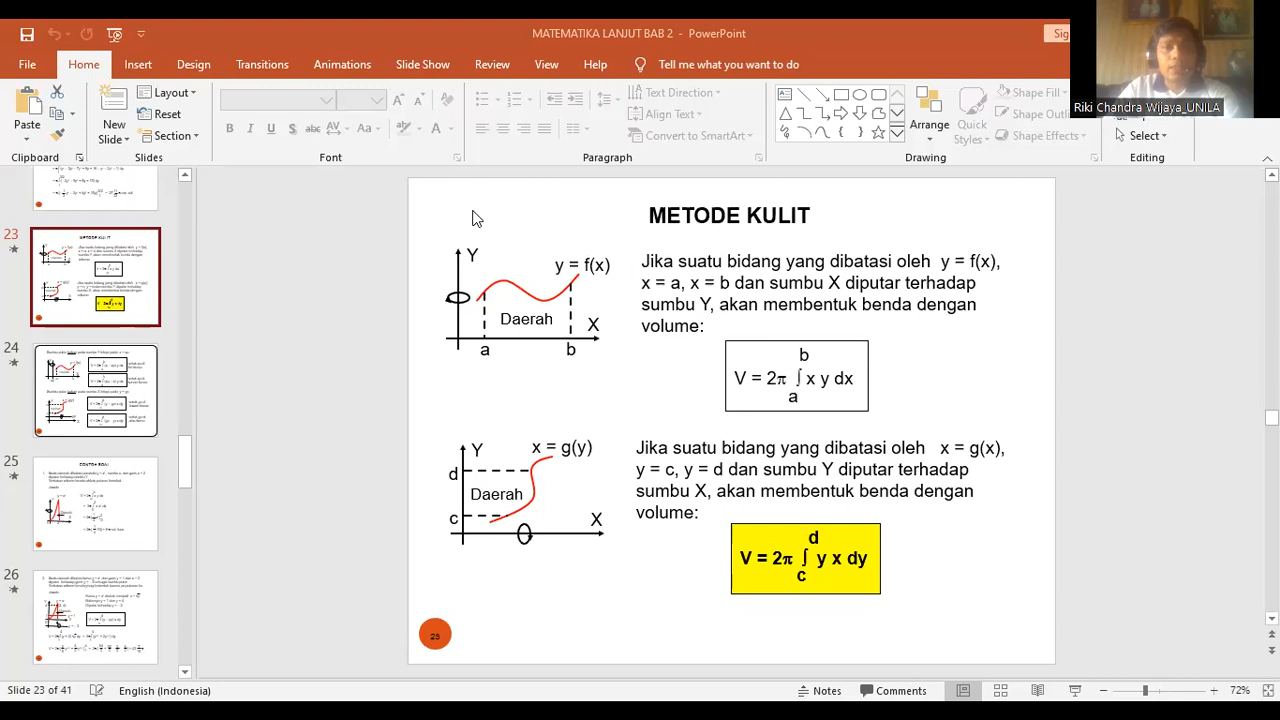 MATEMATIKA LANJUT BAB 2 - PowerPoint
Sig
File Home Insert Design Transitions Animations Slide Show Review View Help Tell me what you want to do
Riki Chandra Wijaya_UNILA
Paste
New
Slide
Layout
Reset
Section
Text Direction
Align Text
Convert to SmartArt
Arrange
Quick
Styles
Shape Fill
Shape Outl
Shape Effects
Select
Clipboard Slides Font Paragraph Drawing Editing
23
24
25
26
METODE KULIT
Y
y = f(x)
Daerah
X
a b
Jika suatu bidang yang dibatasi oleh y = f(x),
x = a, x = b dan sumbu X diputar terhadap
sumbu Y, akan membentuk benda dengan
volume:
b
V = 2π ∫ x y dx
a
Y
x = g(y)
d
Daerah
c
X
Jika suatu bidang yang dibatasi oleh x = g(x),
y = c, y = d dan sumbu Y diputar terhadap
sumbu X, akan membentuk benda dengan
volume:
d
V = 2π ∫ y x dy
c
23
Slide 23 of 41 English (Indonesia) Notes Comments 72%